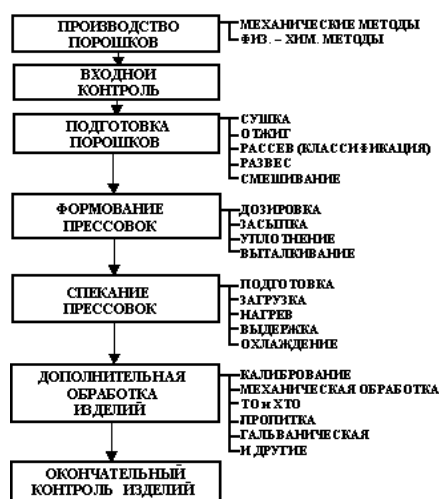 ПРОИЗВОДСТВО
ПОРОШКОВ
МЕХАНИЧЕСКИЕ МЕТОДЫ
ФИЗ. – ХИМ. МЕТОДЫ
ВХОДНОЙ
КОНТРОЛЬ
ПОДГОТОВКА
ПОРОШКОВ
СУШКА
ОТЖИГ
РАССЕВ (КЛАССИФИКАЦИЯ)
РАЗВЕС
СМЕШИВАНИЕ
ФОРМОВАНИЕ
ПРЕССОВОК
ДОЗИРОВКА
ЗАСЫПКА
УПЛОТНЕНИЕ
ВЫТАЛКИВАНИЕ
СПЕКАНИЕ
ПРЕССОВОК
ПОДГОТОВКА
ЗАГРУЗКА
НАГРЕВ
ВЫДЕРЖКА
ОХЛАЖДЕНИЕ
ДОПОЛНИТЕЛЬНАЯ
ОБРАБОТКА
ИЗДЕЛИЙ
КАЛИБРОВАНИЕ
МЕХАНИЧЕСКАЯ ОБРАБОТКА
ТО и ХТО
ПРОПИТКА
ГАЛЬВАНИЧЕСКАЯ
И ДРУГИЕ
ОКОНЧАТЕЛЬНЫЙ
КОНТРОЛЬ ИЗДЕЛИЙ